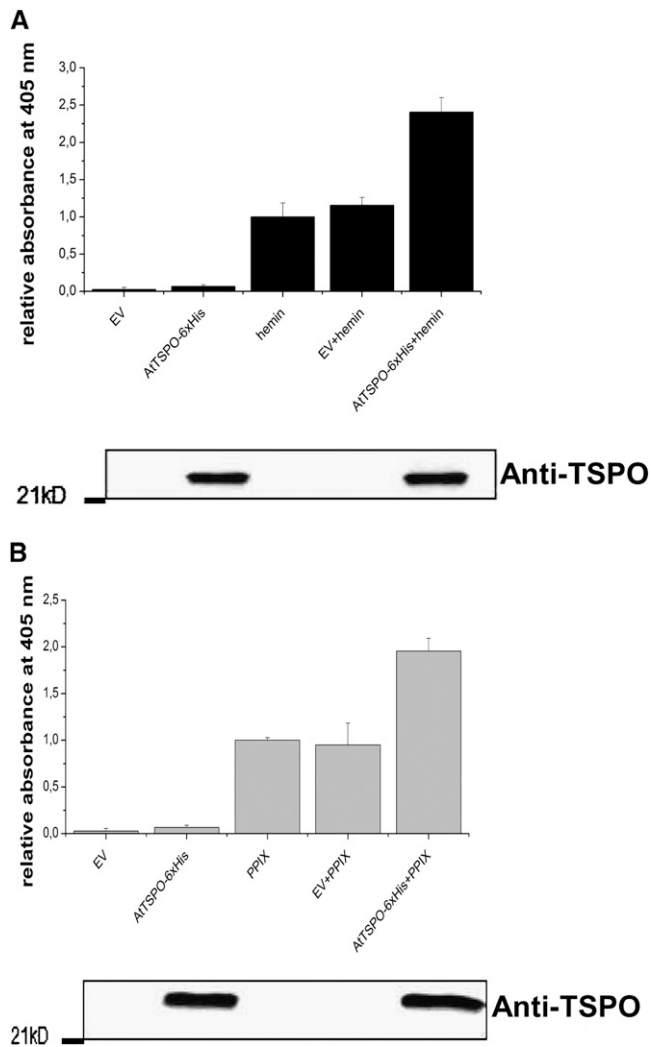 A
relative absorbance at 405 nm
3,0
2,5
2,0
1,5
1,0
0,5
0,0
EV
AtTSPO-6xHis
hemin
EV+hemin
AtTSPO-6xHis+hemin
Anti-TSPO
21kD
B
relative absorbance at 405 nm
2,5
2,0
1,5
1,0
0,5
0,0
EV
AtTSPO-6xHis
PPIX
EV+PPIX
AtTSPO-6xHis+PPIX
Anti-TSPO
21kD